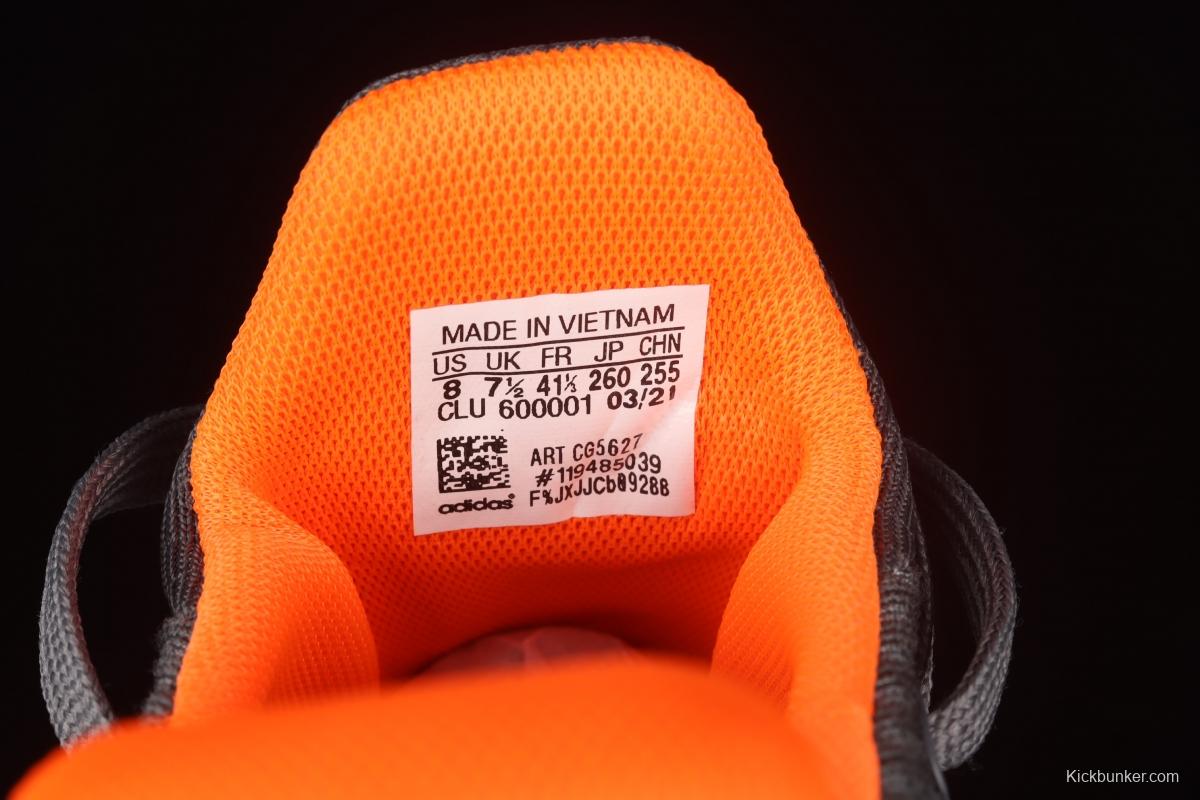 MADE IN VIETNAM
US UK FR JP CHN
8 7½ 41⅓ 260 255
CLU 600001 03/21
ART CG5627
#119485039
F%JXJJCb09288
adidas®
Kickbunker.com